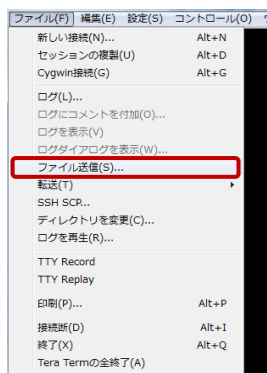 ファイル(F) 編集(E) 設定(S) コントロール(O)
新しい接続(N)... Alt+N
セッションの複製(U) Alt+D
Cygwin接続(G) Alt+G
ログ(L)...
ログにコメントを付加(O)...
ログを表示(V)
ログダイアログを表示(W)...
ファイル送信(S)...
転送(T)
SSH SCP...
ディレクトリを変更(C)...
ログを再生(R)...
TTY Record
TTY Replay
印刷(P)... Alt+P
接続断(D) Alt+I
終了(X) Alt+Q
Tera Termの全終了(A)